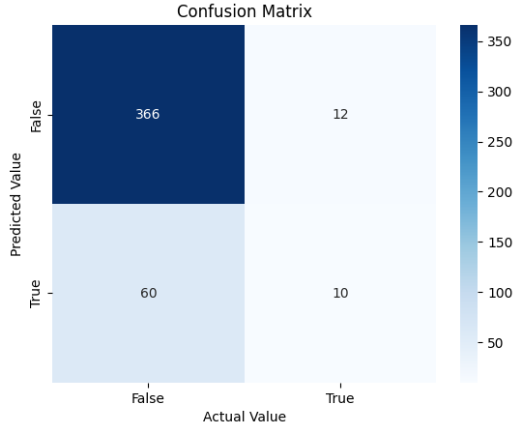 Confusion Matrix
Predicted Value
False
366
12
True
60
10
False
True
Actual Value
350
300
250
200
150
100
50